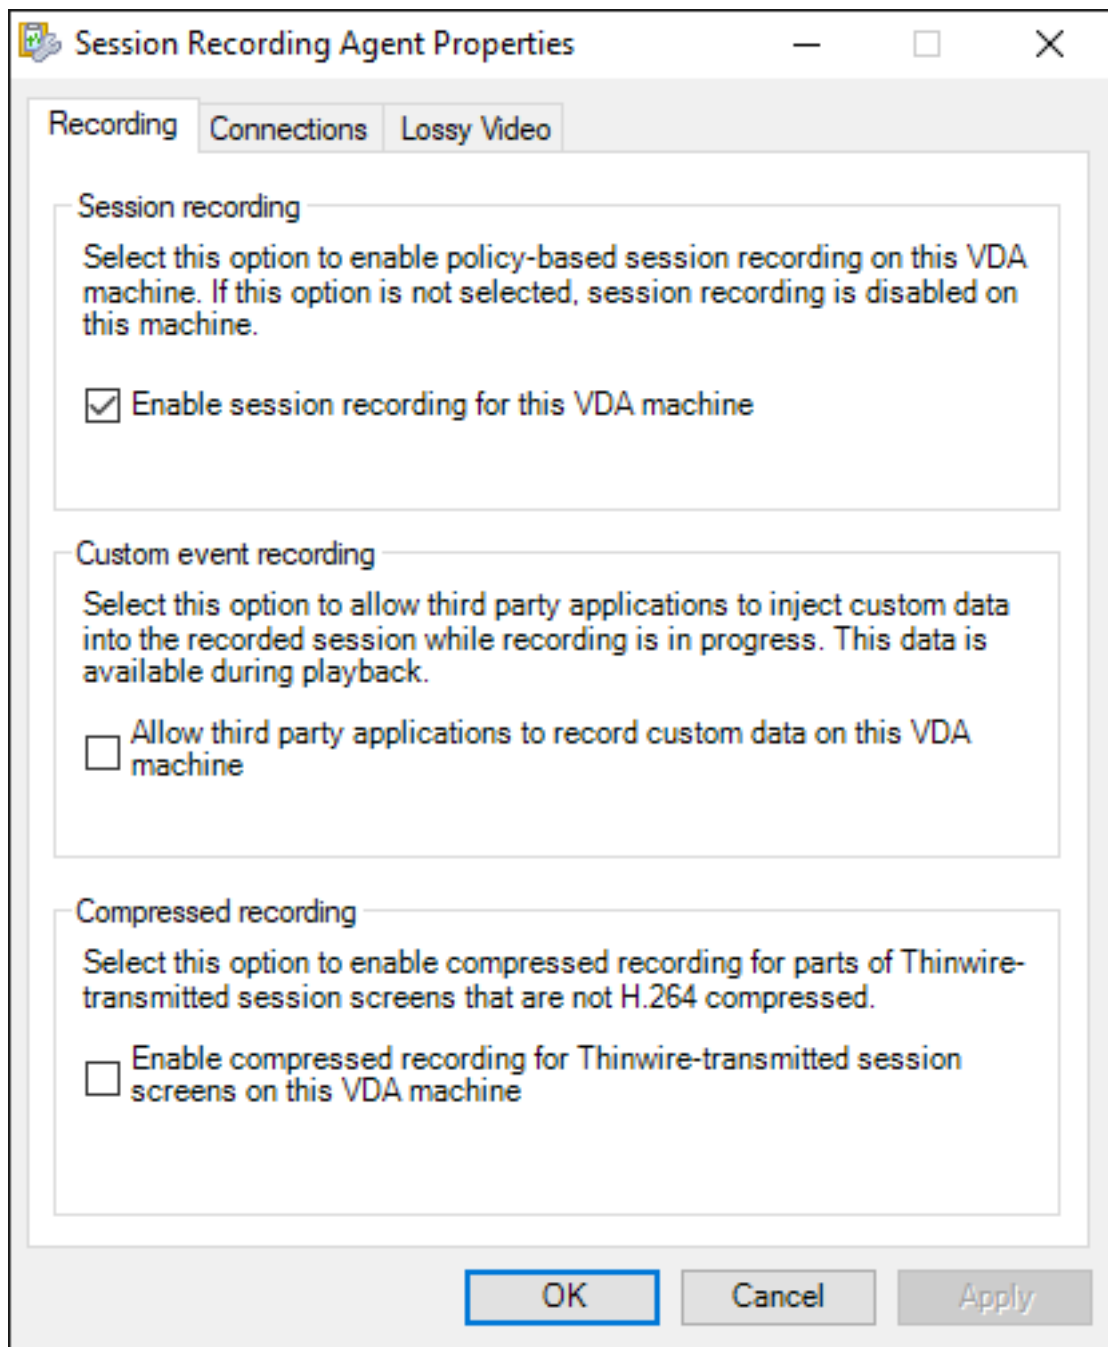 Session Recording Agent Properties
Recording
Connections
Lossy Video
Session recording
Select this option to enable policy-based session recording on this VDA
machine. If this option is not selected, session recording is disabled on
this machine.
Enable session recording for this VDA machine
Custom event recording
Select this option to allow third party applications to inject custom data
into the recorded session while recording is in progress. This data is
available during playback.
Allow third party applications to record custom data on this VDA
machine
Compressed recording
Select this option to enable compressed recording for parts of Thinwire-
transmitted session screens that are not H.264 compressed.
Enable compressed recording for Thinwire-transmitted session
screens on this VDA machine
OK
Cancel
Apply